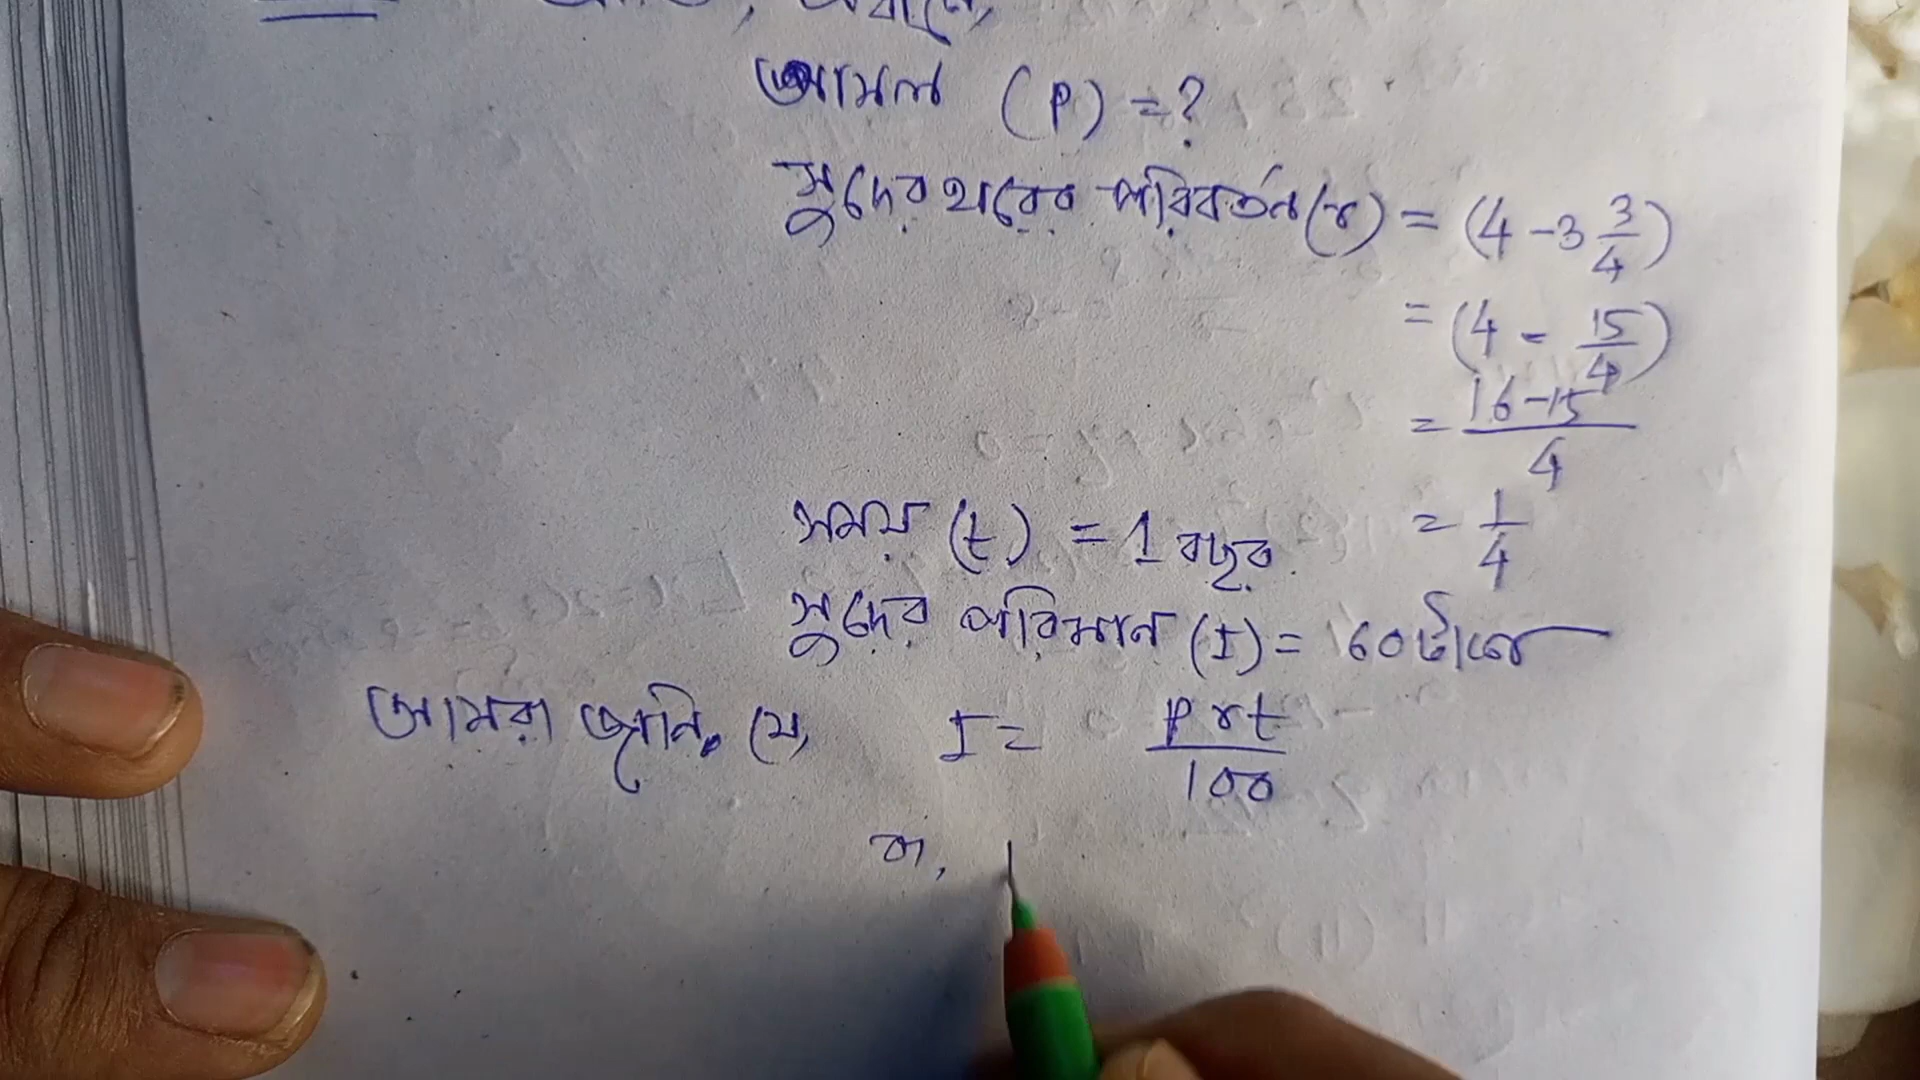 আসল (P) = ?
সুদের হারের পরিবর্তন (r) = (4 - 3 3/4)
= (4 - 15/4)
= 16-15/4
= 1/4
সময় (t) = 1 বছর
সুদের পরিমান (I) = 60 টাকা
আমরা জানি যে, I = prt/100
বা,